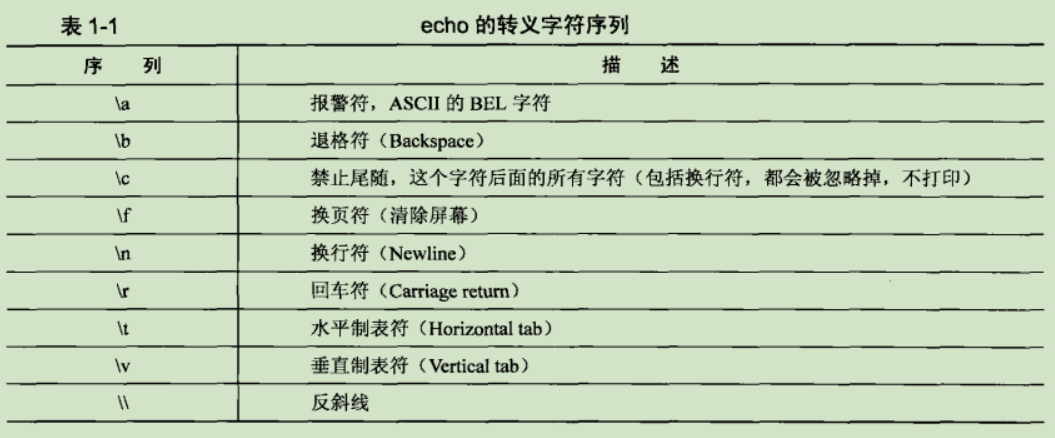 表 1-1 echo 的转义字符序列
序 列 描 述
\a 报警符，ASCII 的 BEL 字符
\b 退格符（Backspace）
\c 禁止尾随，这个字符后面的所有字符（包括换行符，都会被忽略掉，不打印）
\f 换页符（清除屏幕）
\n 换行符（Newline）
\r 回车符（Carriage return）
\t 水平制表符（Horizontal tab）
\v 垂直制表符（Vertical tab）
\\ 反斜线